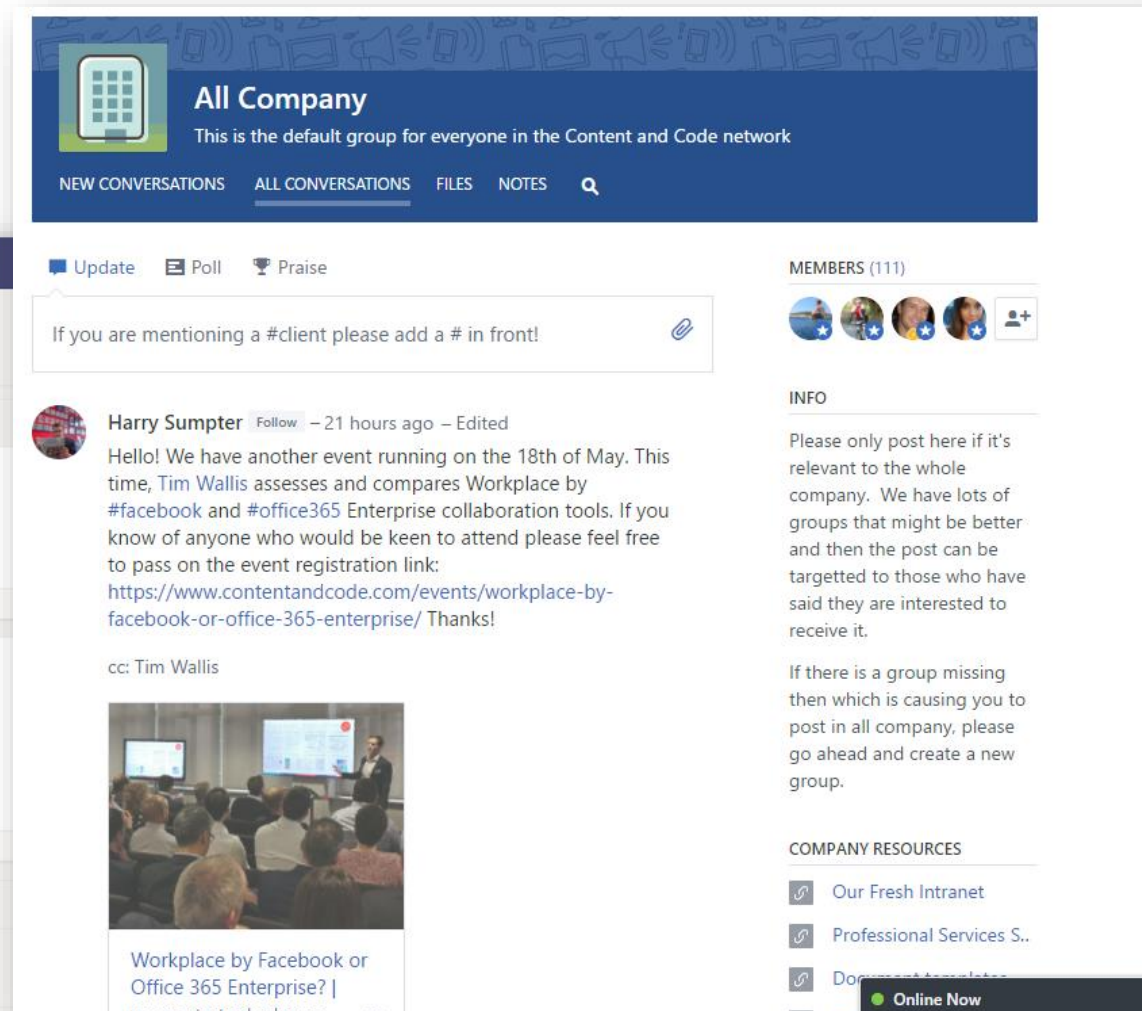 All Company
This is the default group for everyone in the Content and Code network
NEW CONVERSATIONS ALL CONVERSATIONS FILES NOTES
Update Poll Praise
If you are mentioning a #client please add a # in front!
Harry Sumpter Follow – 21 hours ago – Edited
Hello! We have another event running on the 18th of May. This
time, Tim Wallis assesses and compares Workplace by
#facebook and #office365 Enterprise collaboration tools. If you
know of anyone who would be keen to attend please feel free
to pass on the event registration link:
https://www.contentandcode.com/events/workplace-by-
facebook-or-office-365-enterprise/ Thanks!
cc: Tim Wallis
Workplace by Facebook or
Office 365 Enterprise? |
MEMBERS (111)
INFO
Please only post here if it's
relevant to the whole
company. We have lots of
groups that might be better
and then the post can be
targetted to those who have
said they are interested to
receive it.
If there is a group missing
then which is causing you to
post in all company, please
go ahead and create a new
group.
COMPANY RESOURCES
Our Fresh Intranet
Professional Services S..
Document templates
Online Now